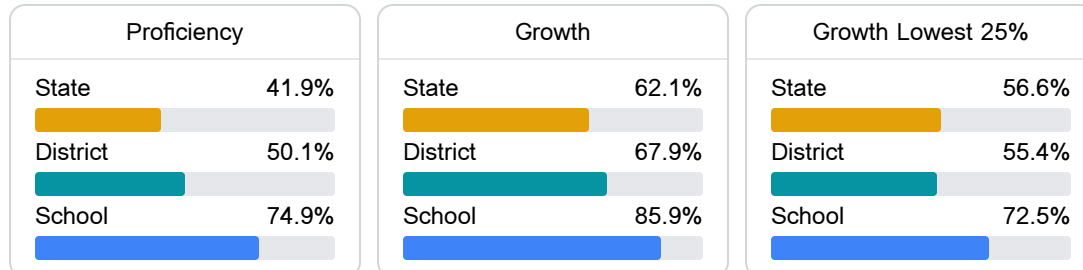 Proficiency
State 41.9%
District 50.1%
School 74.9%
Growth
State 62.1%
District 67.9%
School 85.9%
Growth Lowest 25%
State 56.6%
District 55.4%
School 72.5%